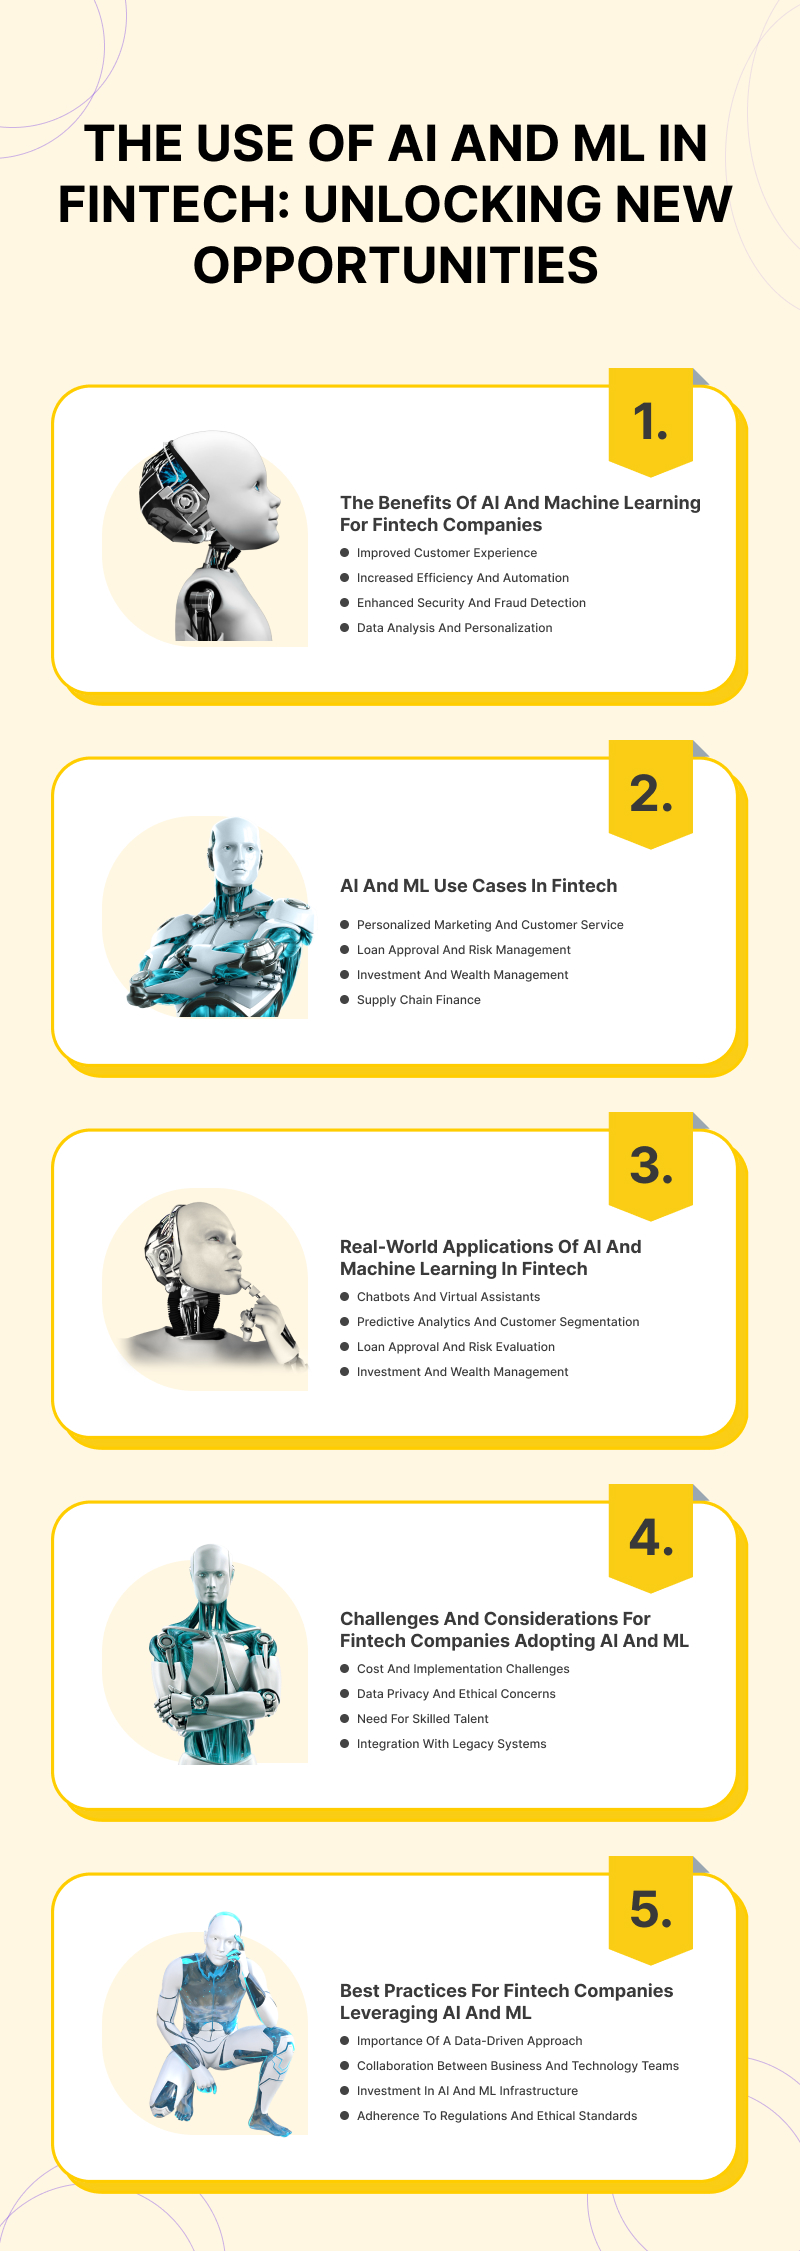 THE USE OF AI AND ML IN
FINTECH: UNLOCKING NEW
OPPORTUNITIES
1.
The Benefits Of AI And Machine Learning
For Fintech Companies
Improved Customer Experience
Increased Efficiency And Automation
Enhanced Security And Fraud Detection
Data Analysis And Personalization
2.
AI And ML Use Cases In Fintech
Personalized Marketing And Customer Service
Loan Approval And Risk Management
Investment And Wealth Management
Supply Chain Finance
3.
Real-World Applications Of AI And
Machine Learning In Fintech
Chatbots And Virtual Assistants
Predictive Analytics And Customer Segmentation
Loan Approval And Risk Evaluation
Investment And Wealth Management
4.
Challenges And Considerations For
Fintech Companies Adopting AI And ML
Cost And Implementation Challenges
Data Privacy And Ethical Concerns
Need For Skilled Talent
Integration With Legacy Systems
5.
Best Practices For Fintech Companies
Leveraging AI And ML
Importance Of A Data-Driven Approach
Collaboration Between Business And Technology Teams
Investment In AI And ML Infrastructure
Adherence To Regulations And Ethical Standards